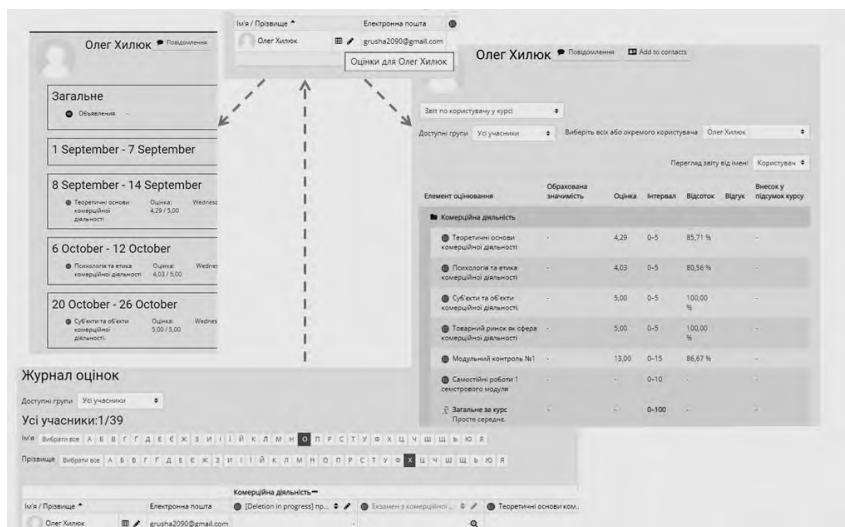 Олег Хилюк Повідомлення
Загальне
Объявления -
1 September - 7 September
8 September - 14 September
Теоретичні основи комерційної діяльності Оцінка: 4,29 / 5,00 Wednes
6 October - 12 October
Психологія та етика комерційної діяльності Оцінка: 4,03 / 5,00 Wednes
20 October - 26 October
Суб'єкти та об'єкти комерційної діяльності Оцінка: 5,00 / 5,00 Wednes
Ім'я / Прізвище Електронна пошта
Олег Хилюк grusha2090@gmail.com
Оцінки для Олег Хилюк
Олег Хилюк Повідомлення Add to contacts
Звіт по користувачу у курсі
Доступні групи Усі учасники Виберіть всіх або окремого користувача Олег Хилюк
Перегляд звіту від імені Користувач
Елемент оцінювання Обрахована значимість Оцінка Інтервал Відсоток Відгук Внесок у підсумок курсу
Комерційна діяльність
Теоретичні основи комерційної діяльності - 4,29 0–5 85,71 % -
Психологія та етика комерційної діяльності - 4,03 0–5 80,56 % -
Суб'єкти та об'єкти комерційної діяльності - 5,00 0–5 100,00 % -
Товарний ринок як сфера комерційної діяльності - 5,00 0–5 100,00 % -
Модульний контроль №1 - 13,00 0–15 86,67 % -
Самостійні роботи 1 семестрового модуля - - 0–10 - -
Загальне за курс Просте середнє. - - 0–100 - -
Журнал оцінок
Доступні групи Усі учасники
Усі учасники:1/39
Ім'я Вибрати все А Б В Г Ґ Д Е Є Ж З И І Ї Й К Л М Н О П Р С Т У Ф Х Ц Ч Ш Щ Ь Ю Я
Прізвище Вибрати все А Б В Г Ґ Д Е Є Ж З И І Ї Й К Л М Н О П Р С Т У Ф Х Ц Ч Ш Щ Ь Ю Я
Комерційна діяльність
Ім'я / Прізвище Електронна пошта [Deletion in progress] пр... Екзамен з комерційної ... Теоретичні основи ком..
Олег Хилюк grusha2090@gmail.com -